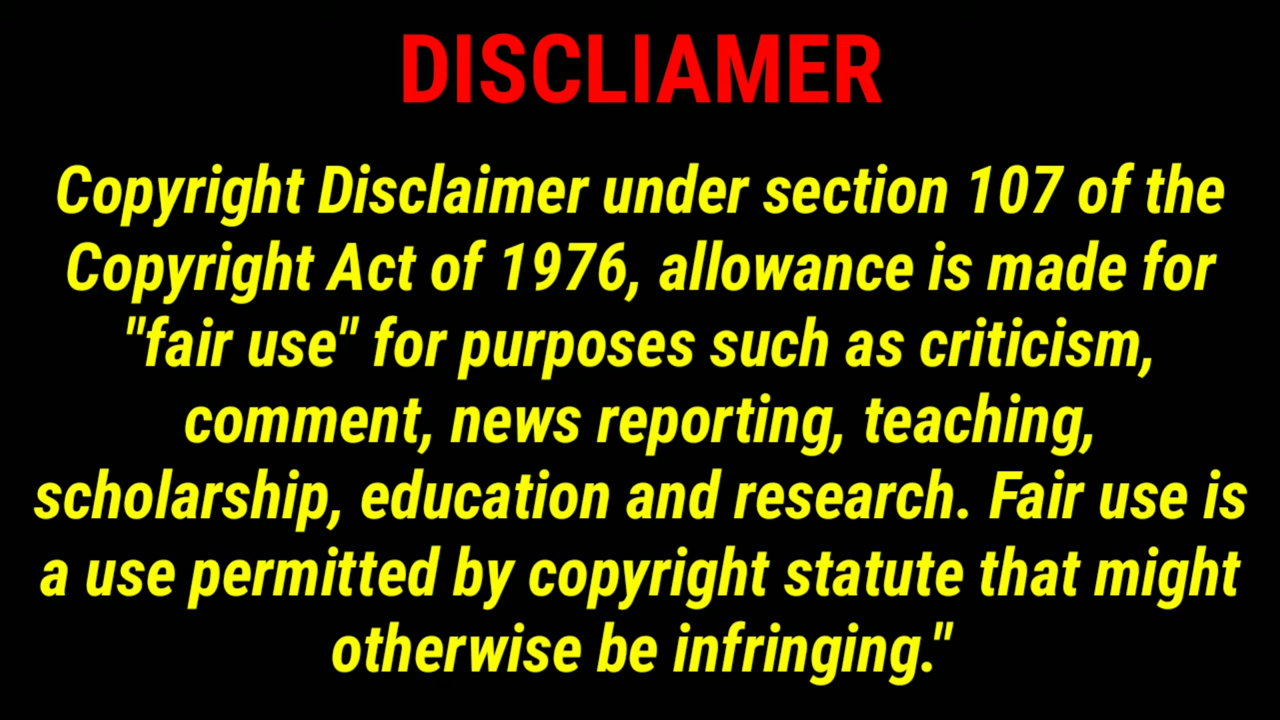 DISCLIAMER
Copyright Disclaimer under section 107 of the
Copyright Act of 1976, allowance is made for
"fair use" for purposes such as criticism,
comment, news reporting, teaching,
scholarship, education and research. Fair use is
a use permitted by copyright statute that might
otherwise be infringing."